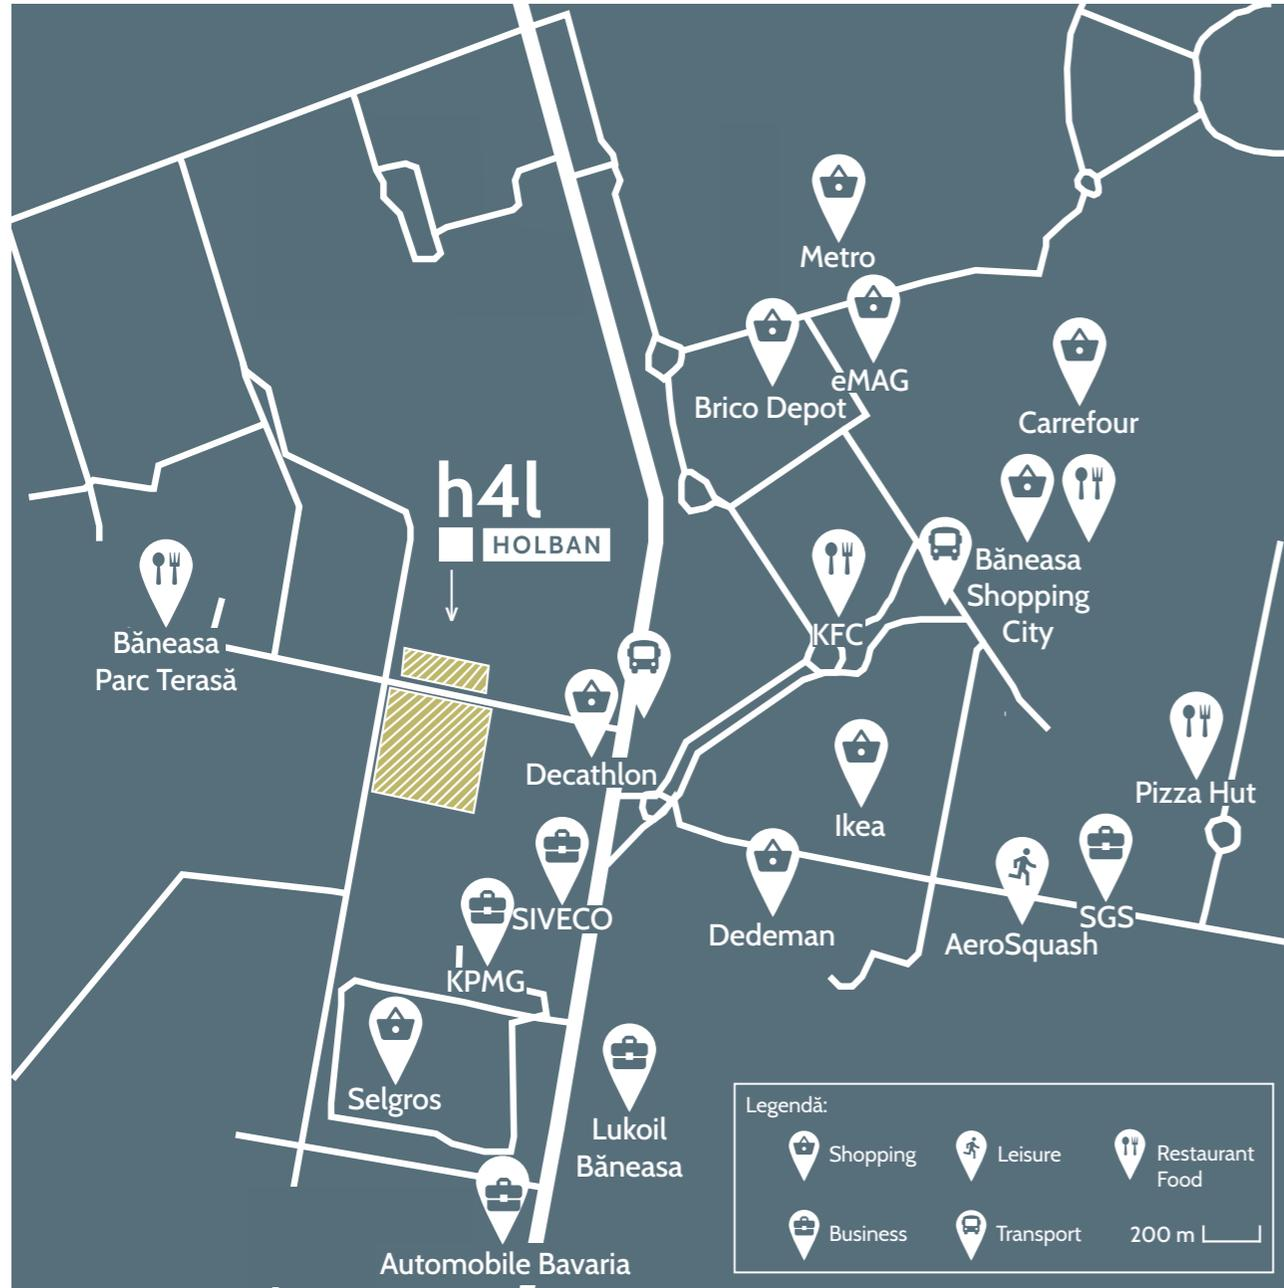 Metro
eMAG
Brico Depot
Carrefour
h4l
HOLBAN
Băneasa
Shopping
City
KFC
Băneasa
Parc Terasă
Decathlon
Ikea
Pizza Hut
SIVECO
Dedeman
SGS
AeroSquash
KPMG
Selgros
Lukoil
Băneasa
Automobile Bavaria
Legendă:
Shopping
Leisure
Restaurant
Food
Business
Transport
200 m